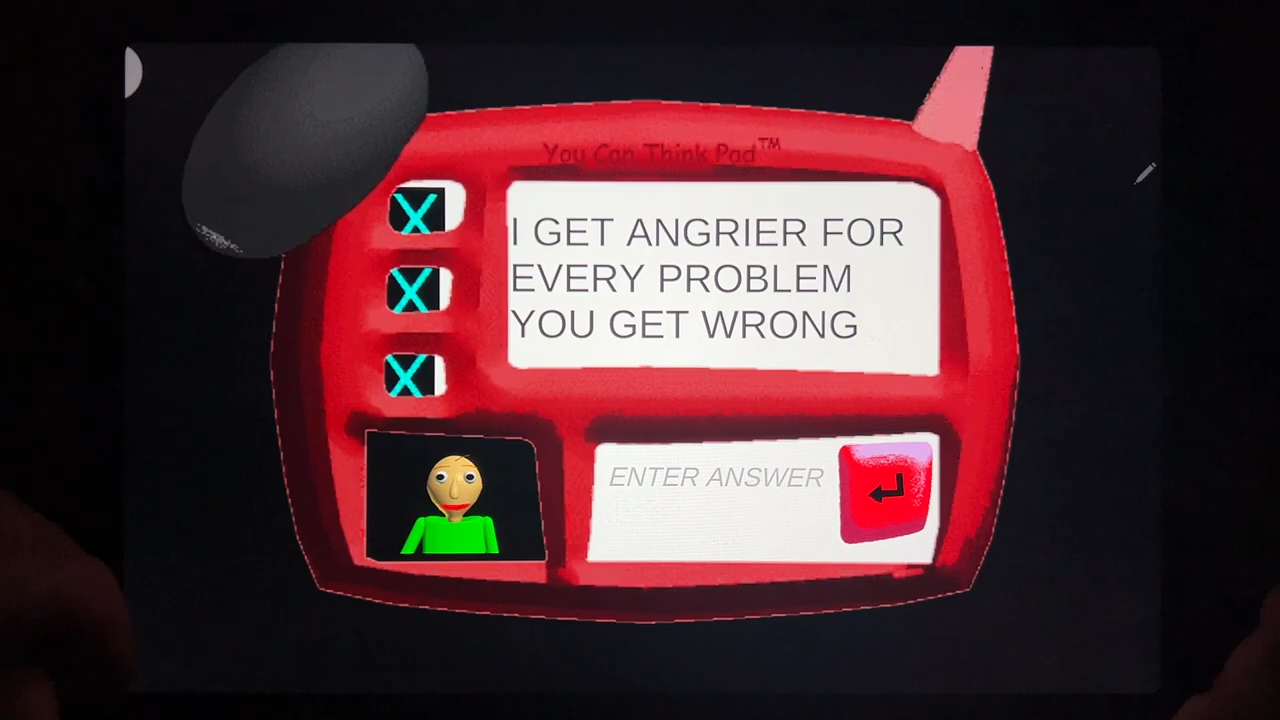 You Can Think Pad™
X
I GET ANGRIER FOR
EVERY PROBLEM
YOU GET WRONG
X
X
ENTER ANSWER